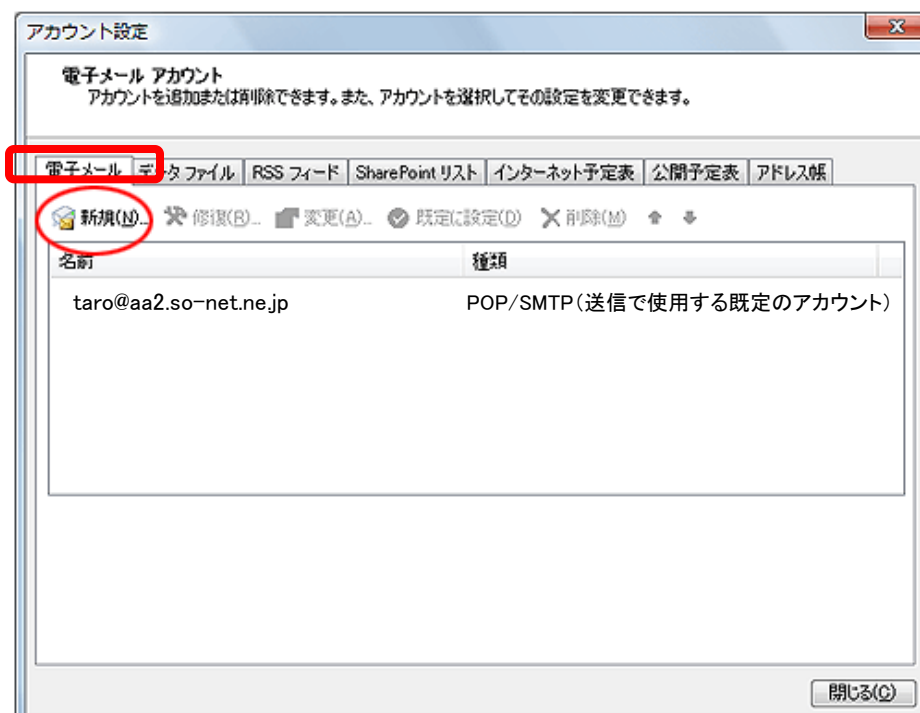 アカウント設定
電子メール アカウント
アカウントを追加または削除できます。また、アカウントを選択してその設定を変更できます。
電子メール データ ファイル RSS フィード SharePoint リスト インターネット予定表 公開予定表 アドレス帳
新規(N)... 修復(R)... 変更(A)... 既定に設定(D) 削除(M)
名前 種類
taro@aa2.so-net.ne.jp POP/SMTP(送信で使用する既定のアカウント)
閉じる(C)